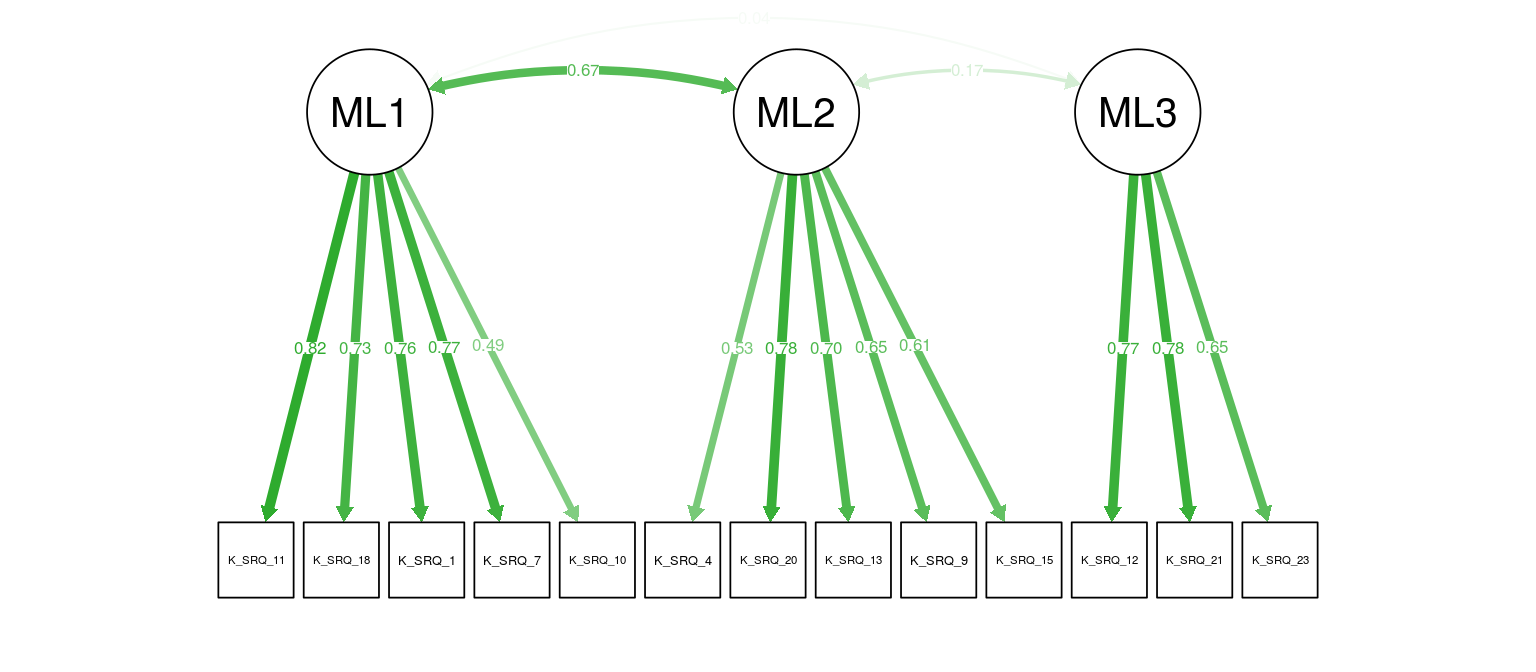 0.04
0.67
0.17
ML1 ML2 ML3
0.82 0.73 0.76 0.77 0.49 0.53 0.78 0.70 0.65 0.61 0.77 0.78 0.65
K_SRQ_11 K_SRQ_18 K_SRQ_1 K_SRQ_7 K_SRQ_10 K_SRQ_4 K_SRQ_20 K_SRQ_13 K_SRQ_9 K_SRQ_15 K_SRQ_12 K_SRQ_21 K_SRQ_23